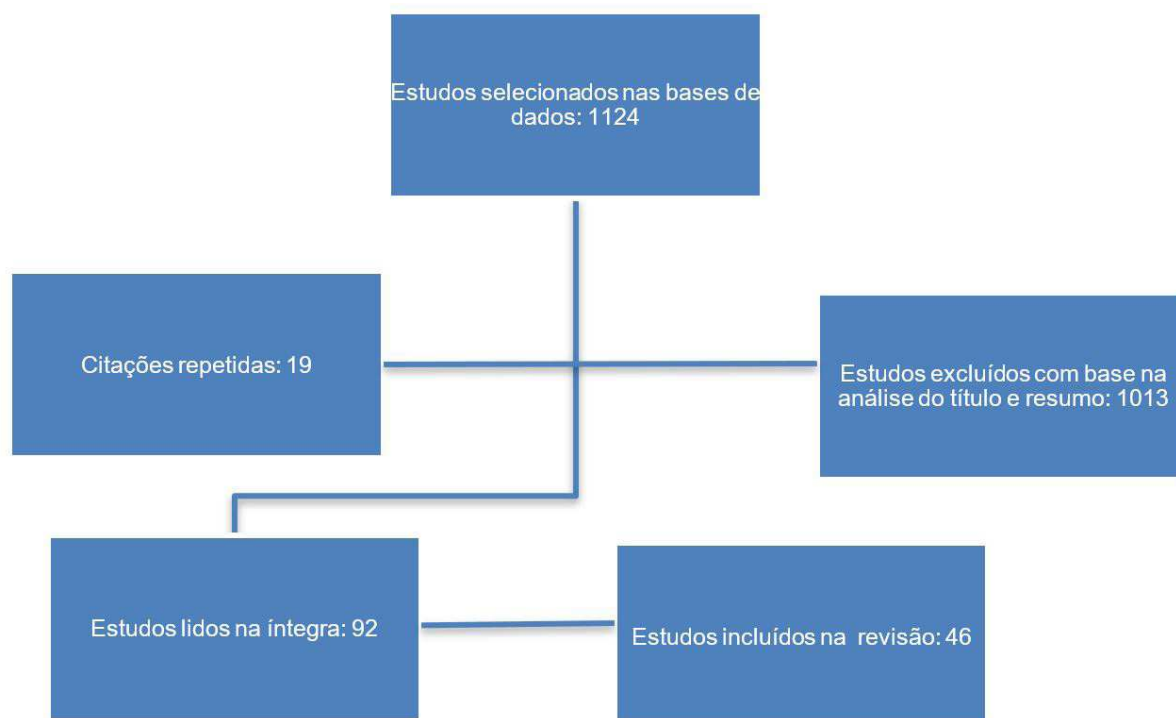 Estudos selecionados nas bases de
dados: 1124
Citações repetidas: 19
Estudos excluídos com base na
análise do título e resumo: 1013
Estudos lidos na íntegra: 92
Estudos incluídos na revisão: 46